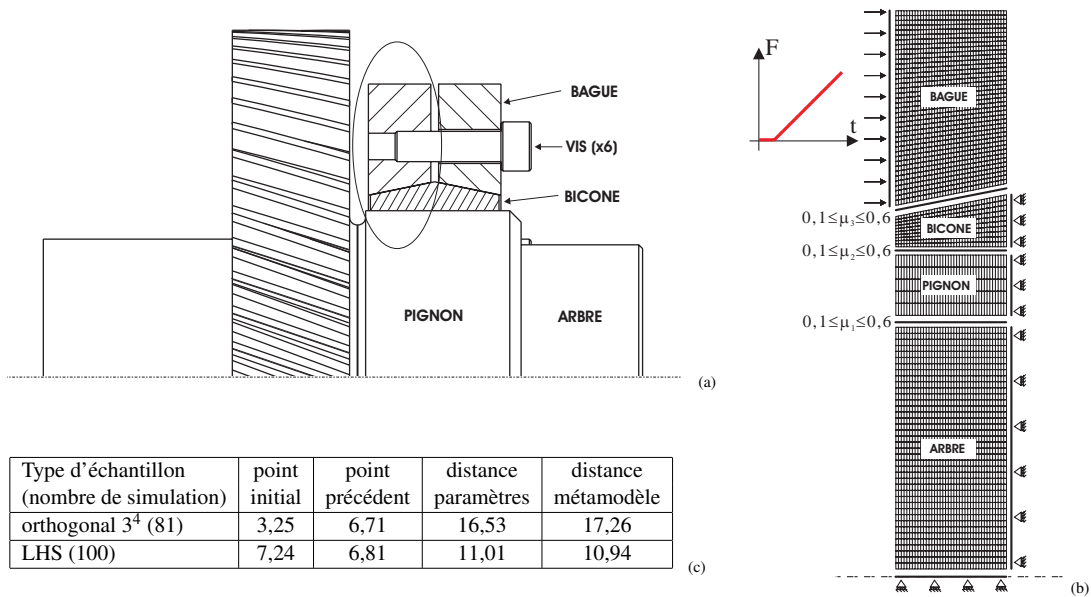 BAGUE
VIS (x6)
BICONE
PIGNON
ARBRE
(a)
F
t
BAGUE
0,1≤μ₃≤0,6
BICONE
0,1≤μ₂≤0,6
PIGNON
0,1≤μ₁≤0,6
ARBRE
(b)
Type d'échantillon | point | point | distance | distance
(nombre de simulation) | initial | précédent | paramètres | métamodèle
orthogonal 3⁴ (81) | 3,25 | 6,71 | 16,53 | 17,26
LHS (100) | 7,24 | 6,81 | 11,01 | 10,94
(c)